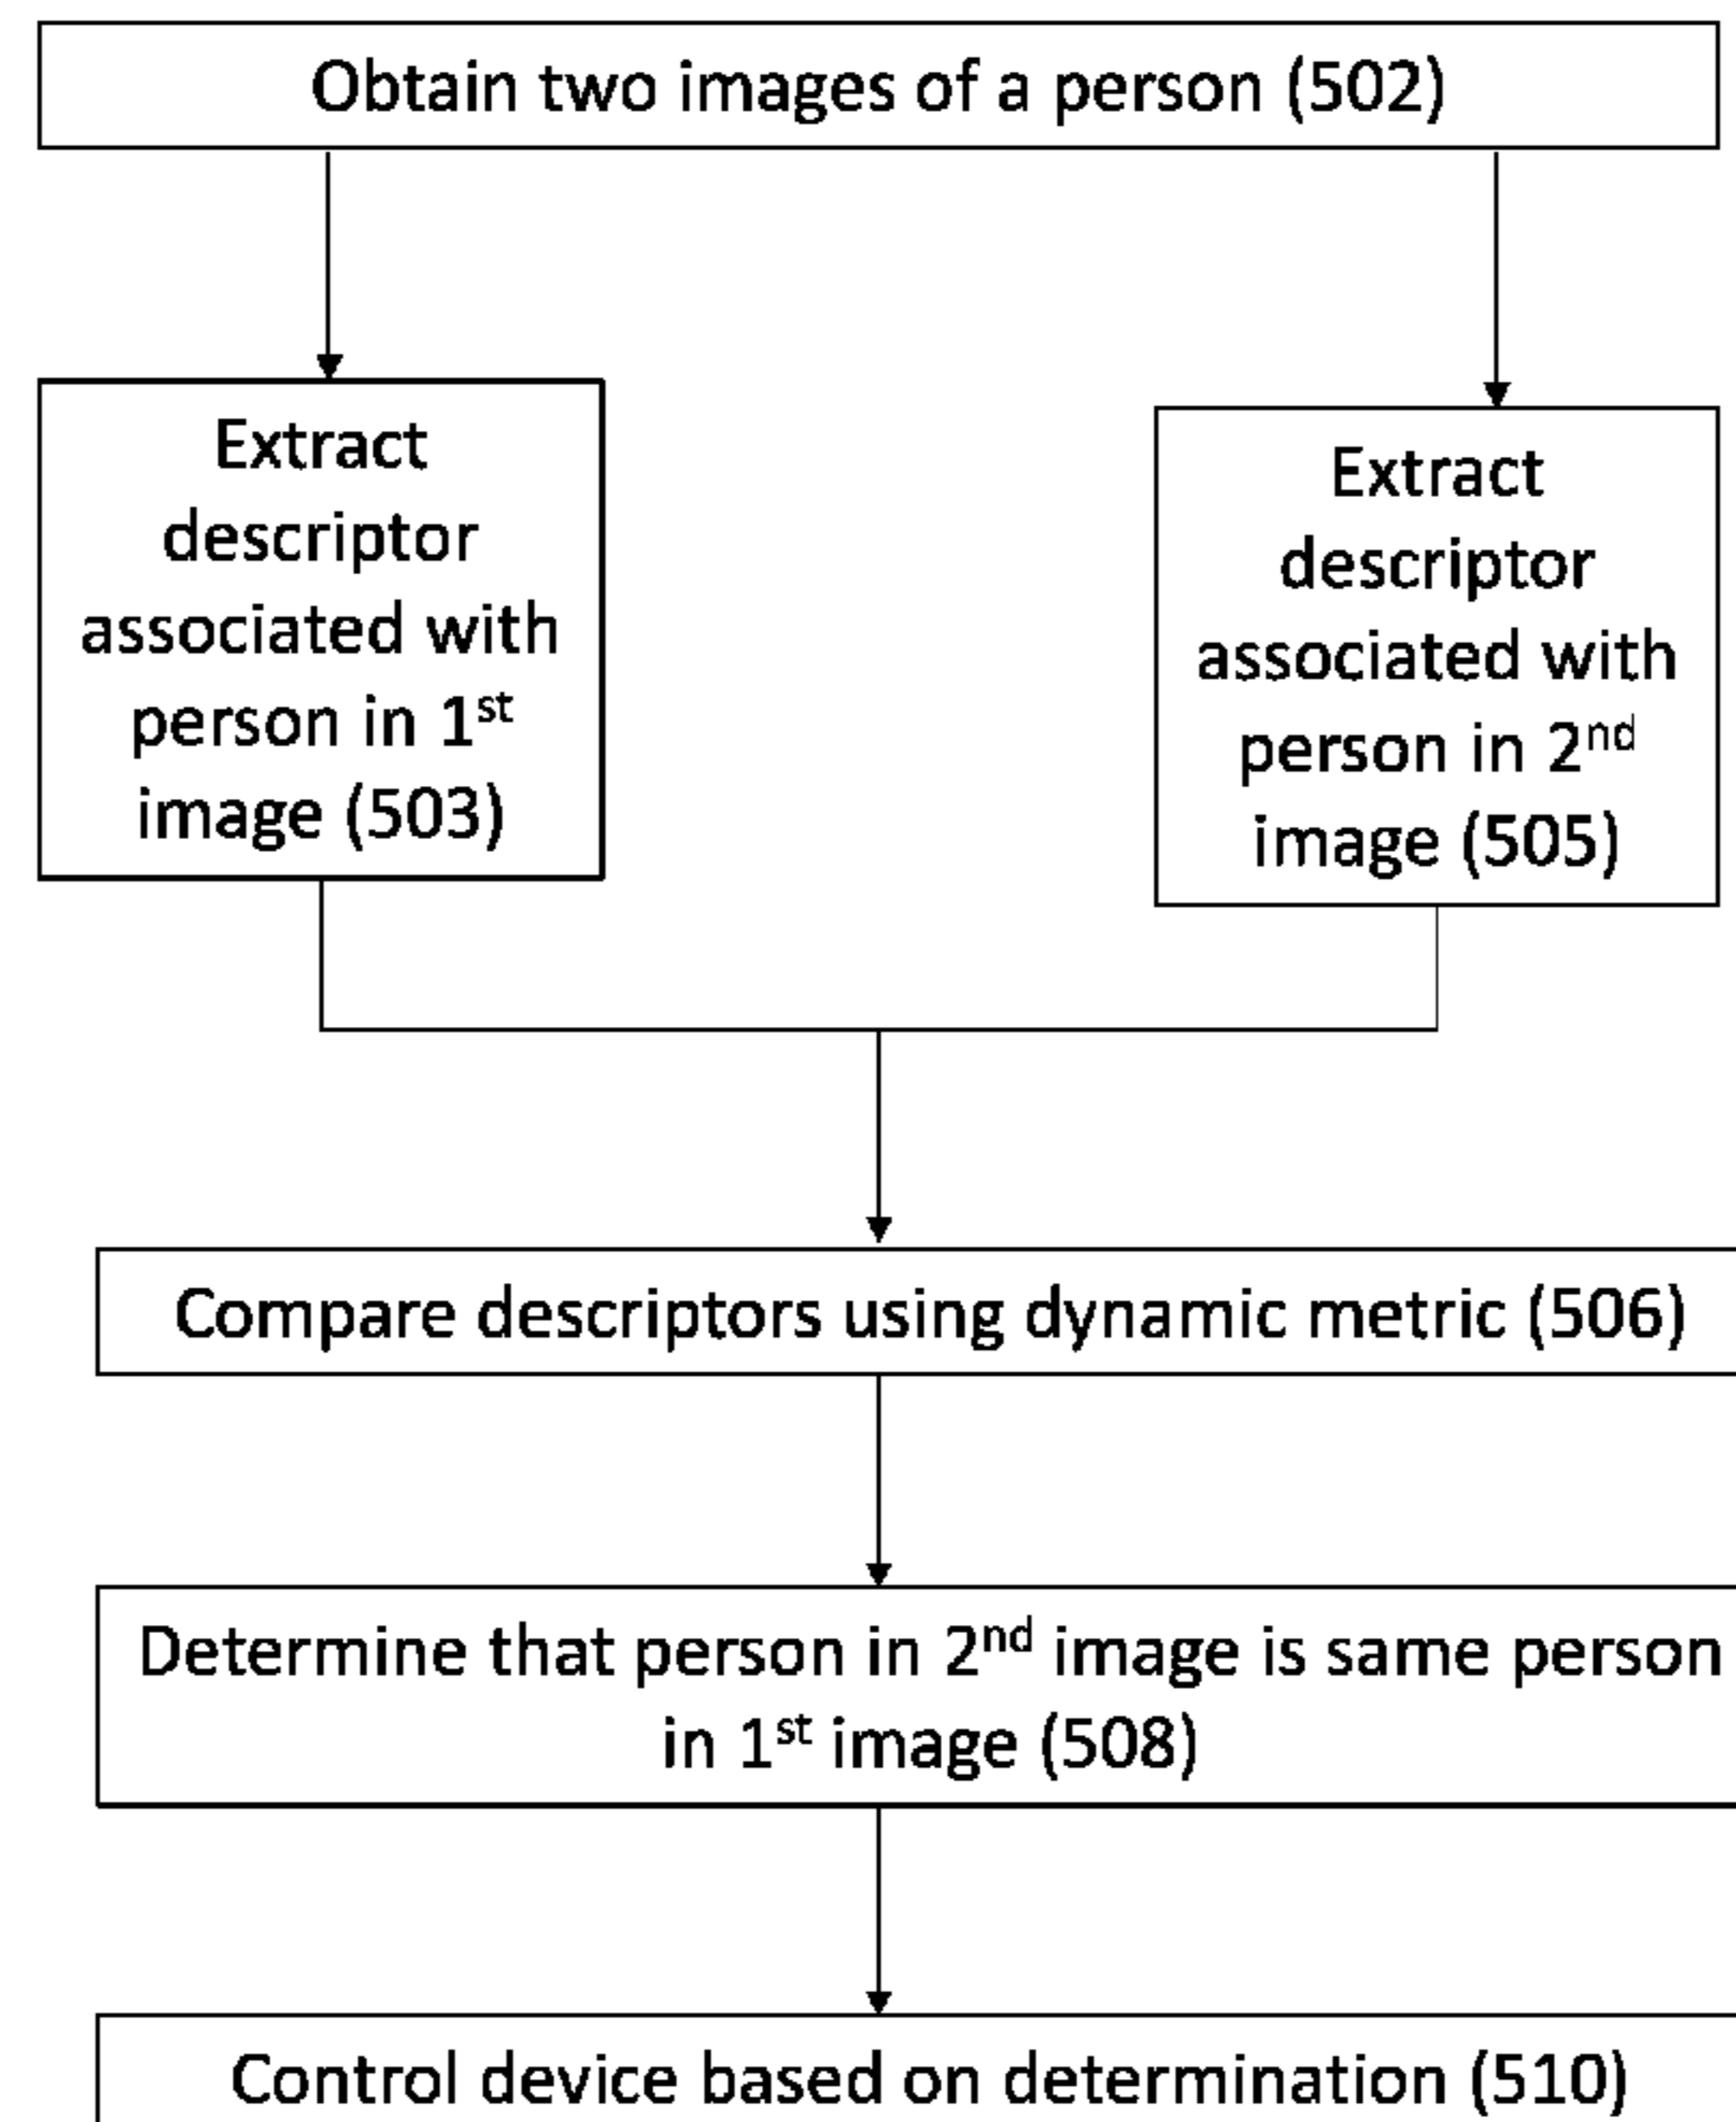 Obtain two images of a person (502)
Extract
descriptor
associated with
person in 1st
image (503)
Extract
descriptor
associated with
person in 2nd
image (505)
Compare descriptors using dynamic metric (506)
Determine that person in 2nd image is same person
in 1st image (508)
Control device based on determination (510)